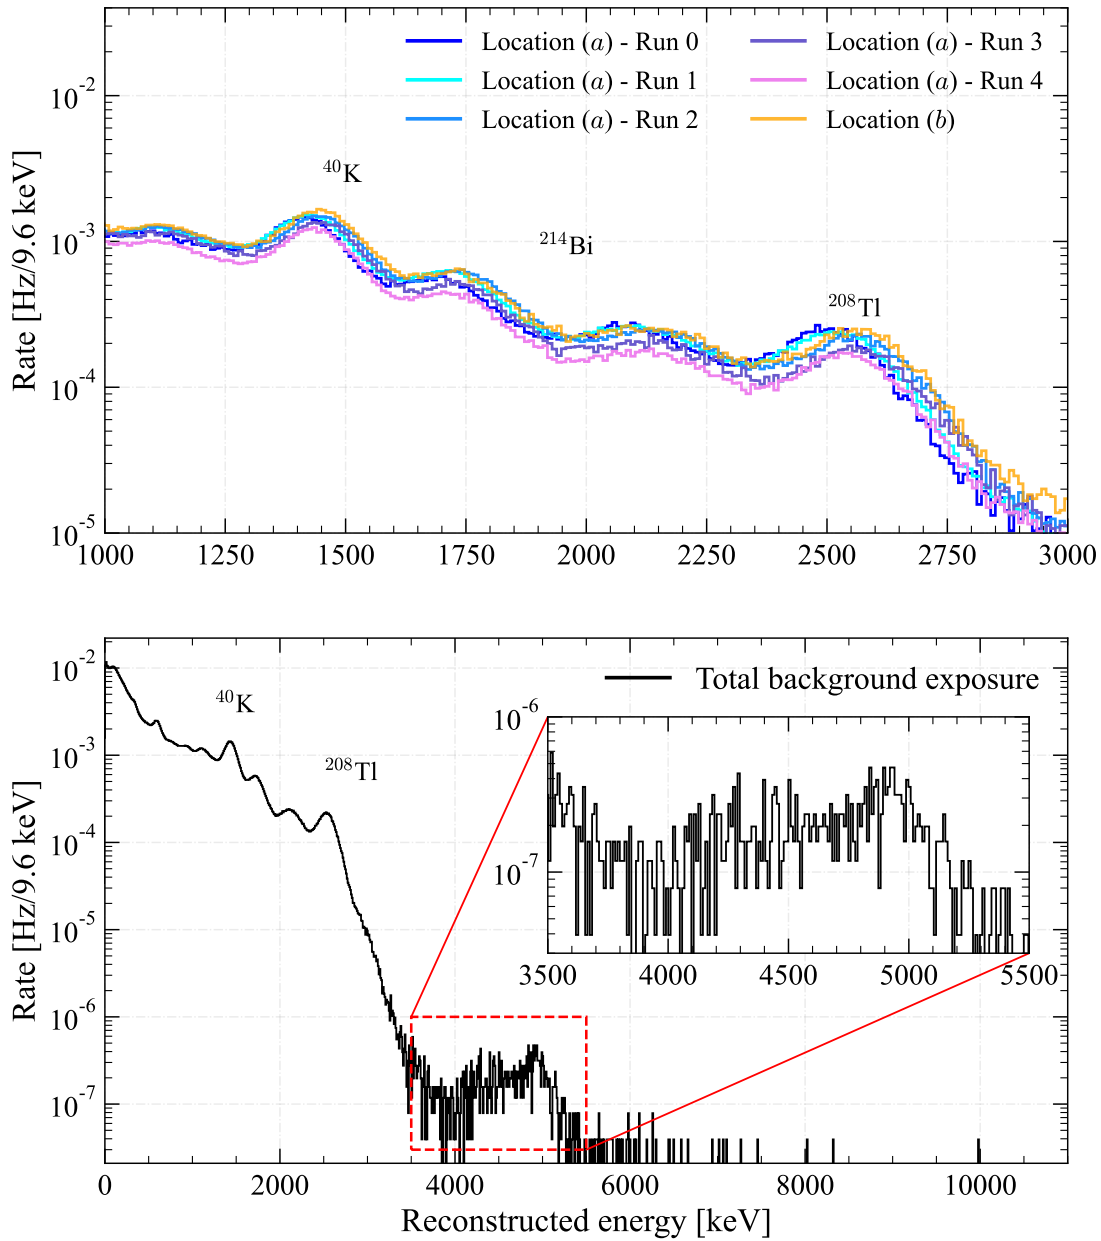 Location (a) - Run 0
Location (a) - Run 3
Location (a) - Run 1
Location (a) - Run 4
Location (a) - Run 2
Location (b)
10⁻²
10⁻³
10⁻⁴
10⁻⁵
Rate [Hz/9.6 keV]
⁴⁰K
²¹⁴Bi
²⁰⁸Tl
1000 1250 1500 1750 2000 2250 2500 2750 3000
Total background exposure
10⁻²
10⁻³
10⁻⁴
10⁻⁵
10⁻⁶
10⁻⁷
Rate [Hz/9.6 keV]
⁴⁰K
²⁰⁸Tl
10⁻⁶
10⁻⁷
3500 4000 4500 5000 5500
0 2000 4000 6000 8000 10000
Reconstructed energy [keV]